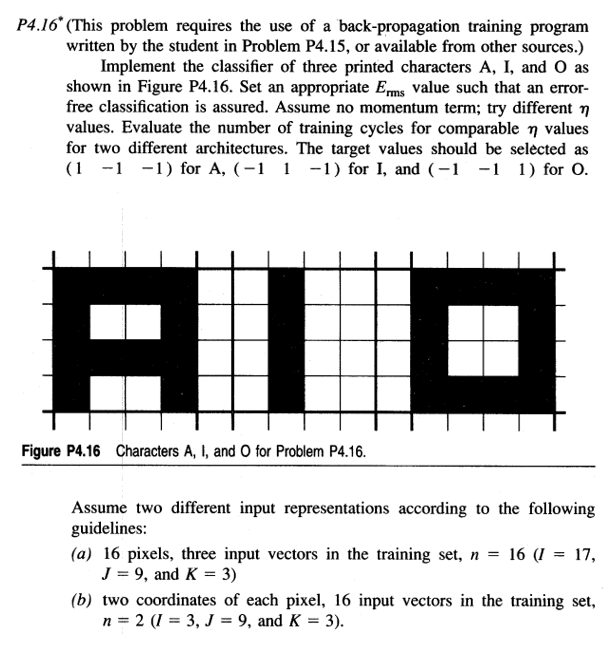 P4.16* (This problem requires the use of a back-propagation training program
written by the student in Problem P4.15, or available from other sources.)
Implement the classifier of three printed characters A, I, and O as
shown in Figure P4.16. Set an appropriate Erms value such that an error-
free classification is assured. Assume no momentum term; try different η
values. Evaluate the number of training cycles for comparable η values
for two different architectures. The target values should be selected as
(1 −1 −1) for A, (−1 1 −1) for I, and (−1 −1 1) for O.
Figure P4.16 Characters A, I, and O for Problem P4.16.
Assume two different input representations according to the following
guidelines:
(a) 16 pixels, three input vectors in the training set, n = 16 (I = 17,
J = 9, and K = 3)
(b) two coordinates of each pixel, 16 input vectors in the training set,
n = 2 (I = 3, J = 9, and K = 3).